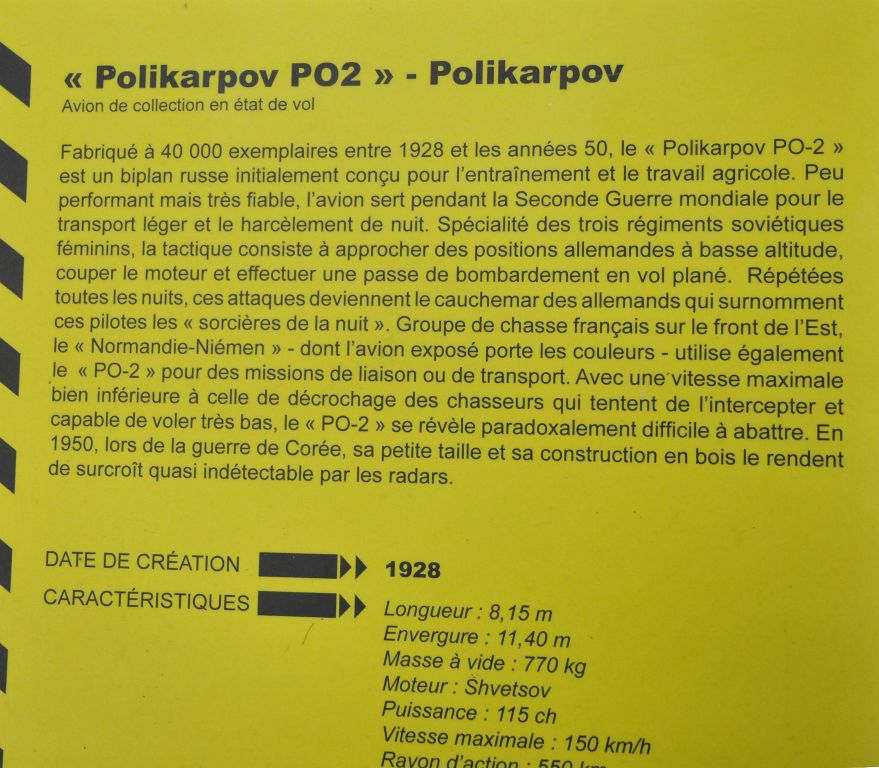 « Polikarpov PO2 » - Polikarpov
Avion de collection en état de vol
Fabriqué à 40 000 exemplaires entre 1928 et les années 50, le « Polikarpov PO-2 »
est un biplan russe initialement conçu pour l'entraînement et le travail agricole. Peu
performant mais très fiable, l'avion sert pendant la Seconde Guerre mondiale pour le
transport léger et le harcèlement de nuit. Spécialité des trois régiments soviétiques
féminins, la tactique consiste à approcher des positions allemandes à basse altitude,
couper le moteur et effectuer une passe de bombardement en vol plané. Répétées
toutes les nuits, ces attaques deviennent le cauchemar des allemands qui surnomment
ces pilotes les « sorcières de la nuit ». Groupe de chasse français sur le front de l'Est,
le « Normandie-Niémen » - dont l'avion exposé porte les couleurs - utilise également
le « PO-2 » pour des missions de liaison ou de transport. Avec une vitesse maximale
bien inférieure à celle de décrochage des chasseurs qui tentent de l'intercepter et
capable de voler très bas, le « PO-2 » se révèle paradoxalement difficile à abattre. En
1950, lors de la guerre de Corée, sa petite taille et sa construction en bois le rendent
de surcroît quasi indétectable par les radars.
DATE DE CRÉATION 1928
CARACTÉRISTIQUES Longueur : 8,15 m
Envergure : 11,40 m
Masse à vide : 770 kg
Moteur : Shvetsov
Puissance : 115 ch
Vitesse maximale : 150 km/h
Rayon d'action : 550 km